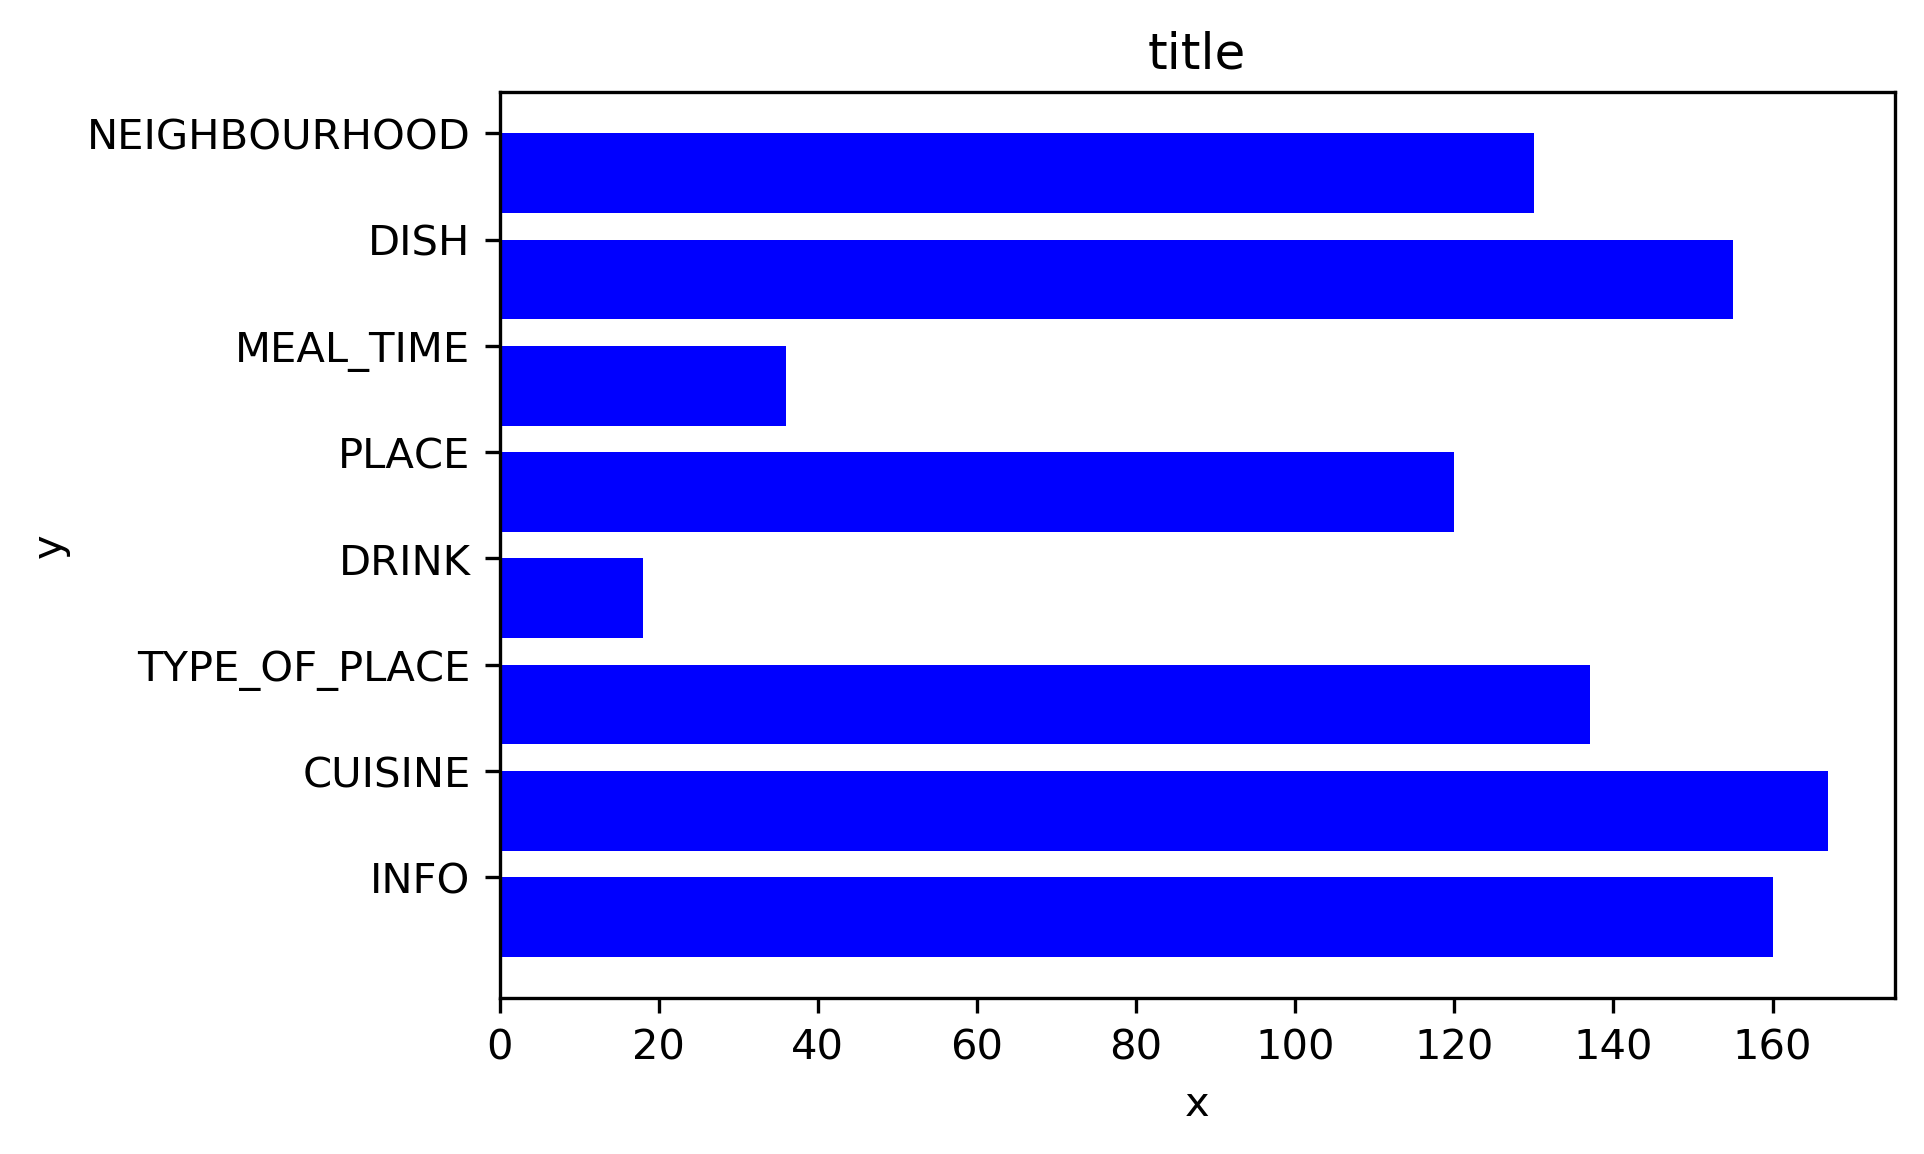 title
NEIGHBOURHOOD
DISH
MEAL_TIME
PLACE
DRINK
TYPE_OF_PLACE
CUISINE
INFO
y
0 20 40 60 80 100 120 140 160
x